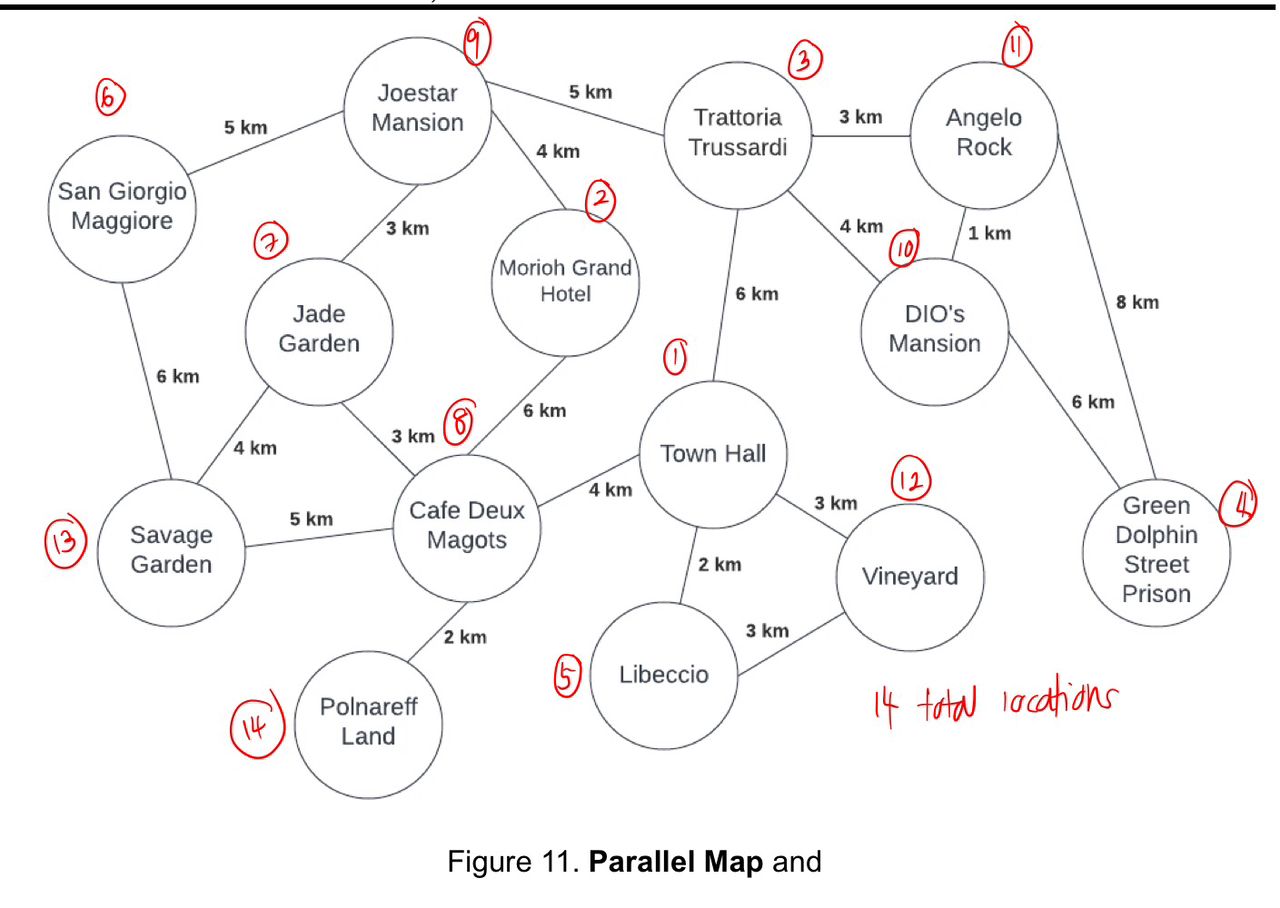 9
11
3
6
Joestar
Mansion
5 km
Trattoria
Trussardi
3 km
Angelo
Rock
5 km
4 km
San Giorgio
Maggiore
2
3 km
7
4 km
10
1 km
Morioh Grand
Hotel
6 km
8 km
Jade
Garden
DIO's
Mansion
1
6 km
6 km
6 km
8
3 km
4 km
Town Hall
12
4 km
3 km
Cafe Deux
Magots
Green
Dolphin
Street
Prison
4
13
Savage
Garden
5 km
2 km
Vineyard
2 km
3 km
5
Libeccio
14
Polnareff
Land
14 total locations
Figure 11. Parallel Map and